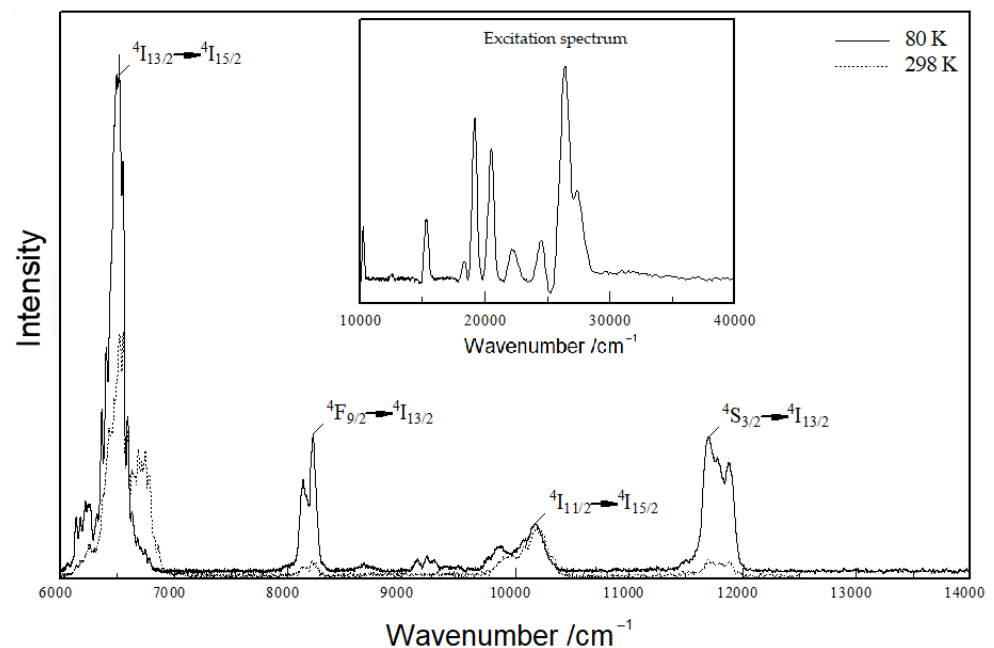 ⁴I₁₃/₂→⁴I₁₅/₂
Excitation spectrum
80 K
298 K
10000 20000 30000 40000
Wavenumber /cm⁻¹
Intensity
⁴F₉/₂→⁴I₁₃/₂
⁴S₃/₂→⁴I₁₃/₂
⁴I₁₁/₂→⁴I₁₅/₂
6000 7000 8000 9000 10000 11000 12000 13000 14000
Wavenumber /cm⁻¹